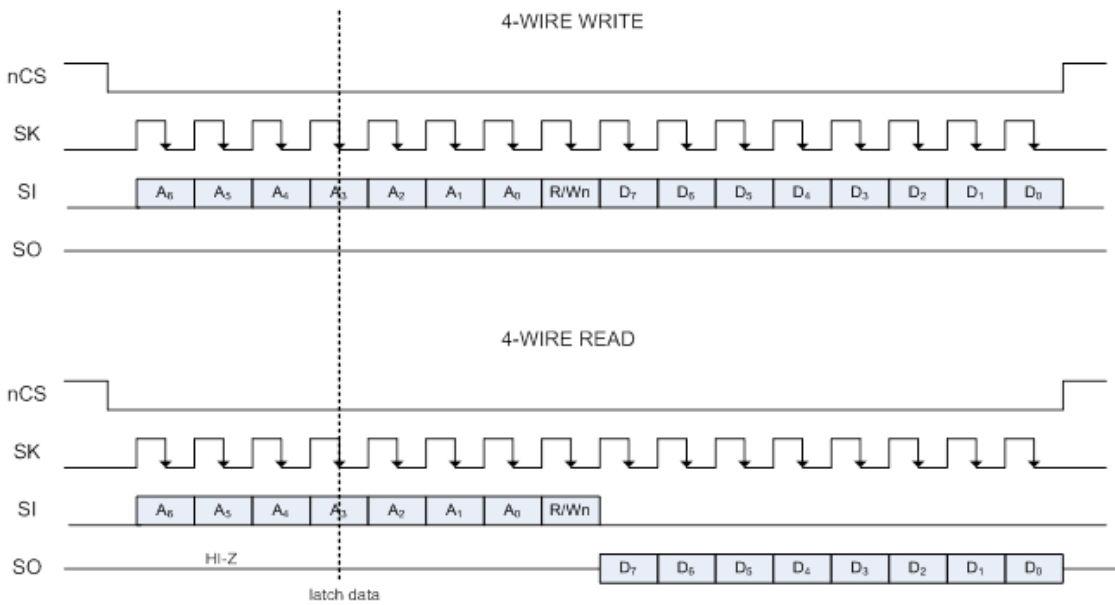 4-WIRE WRITE
nCS
SK
SI A₆ A₅ A₄ A₃ A₂ A₁ A₀ R/Wn D₇ D₆ D₅ D₄ D₃ D₂ D₁ D₀
SO
4-WIRE READ
nCS
SK
SI A₆ A₅ A₄ A₃ A₂ A₁ A₀ R/Wn
SO HI-Z D₇ D₆ D₅ D₄ D₃ D₂ D₁ D₀
latch data